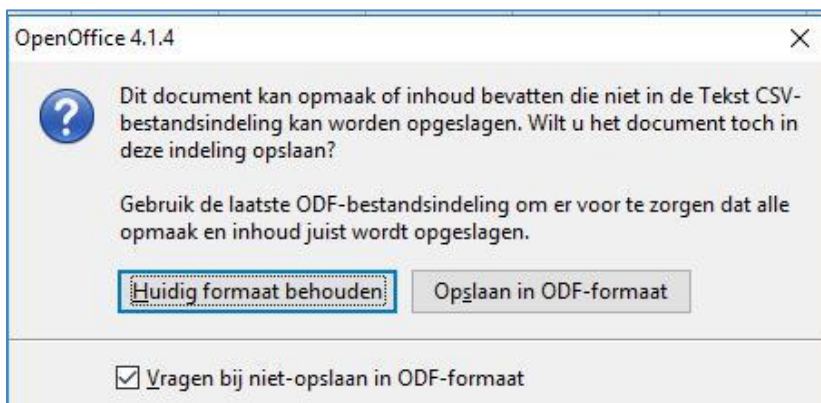 OpenOffice 4.1.4
Dit document kan opmaak of inhoud bevatten die niet in de Tekst CSV-
bestandsindeling kan worden opgeslagen. Wilt u het document toch in
deze indeling opslaan?
Gebruik de laatste ODF-bestandsindeling om er voor te zorgen dat alle
opmaak en inhoud juist wordt opgeslagen.
Huidig formaat behouden
Opslaan in ODF-formaat
Vragen bij niet-opslaan in ODF-formaat